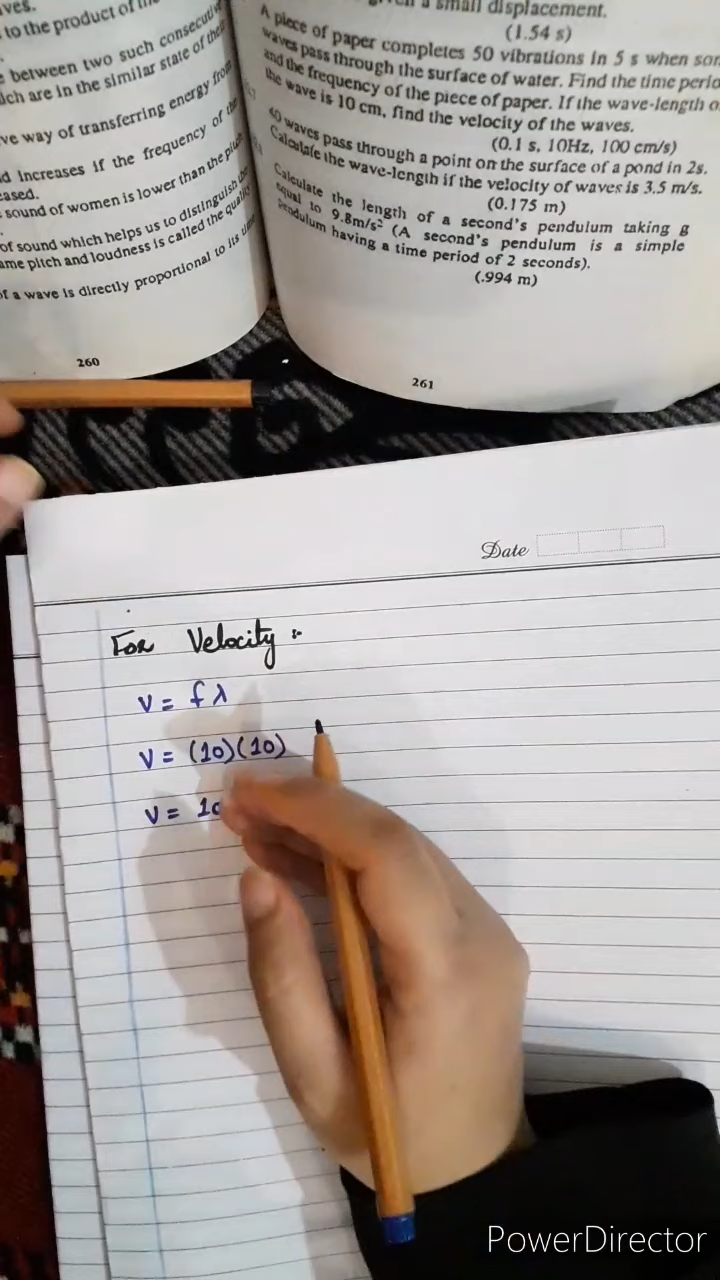 ves.
to the product of
between two such consecutive
ich are in the similar state of their
ve way of transferring energy from
d increases if the frequency of the
eased.
sound of women is lower than the pitch
of sound which helps us to distinguish
ame pitch and loudness is called the quality
of a wave is directly proportional to its
260
a small displacement.
(1.54 s)
A piece of paper completes 50 vibrations in 5 s when
waves pass through the surface of water. Find the time
and the frequency of the piece of paper. If the wave-length
the wave is 10 cm, find the velocity of the waves.
(0.1 s, 10Hz, 100 cm/s)
40 waves pass through a point on the surface of a pond in 2s.
Calculate the wave-length if the velocity of waves is 3.5 m/s.
(0.175 m)
Calculate the length of a second's pendulum taking g
equal to 9.8m/s² (A second's pendulum is a simple
pendulum having a time period of 2 seconds).
(.994 m)
261
Date
For Velocity :-
v = f λ
v = (10)(10)
v = 10
PowerDirector